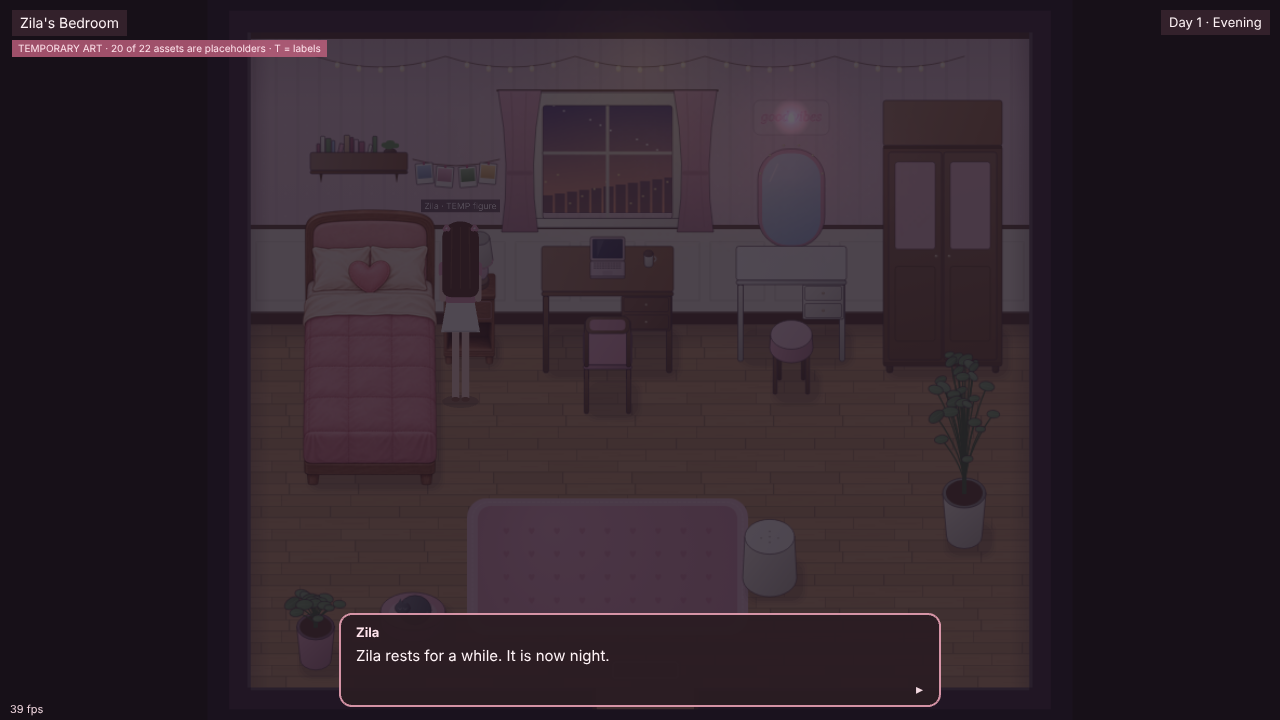 Zila's Bedroom
Day 1 · Evening
TEMPORARY ART · 20 of 22 assets are placeholders · T = labels
Zila · TEMP figure
Zila
Zila rests for a while. It is now night.
39 fps